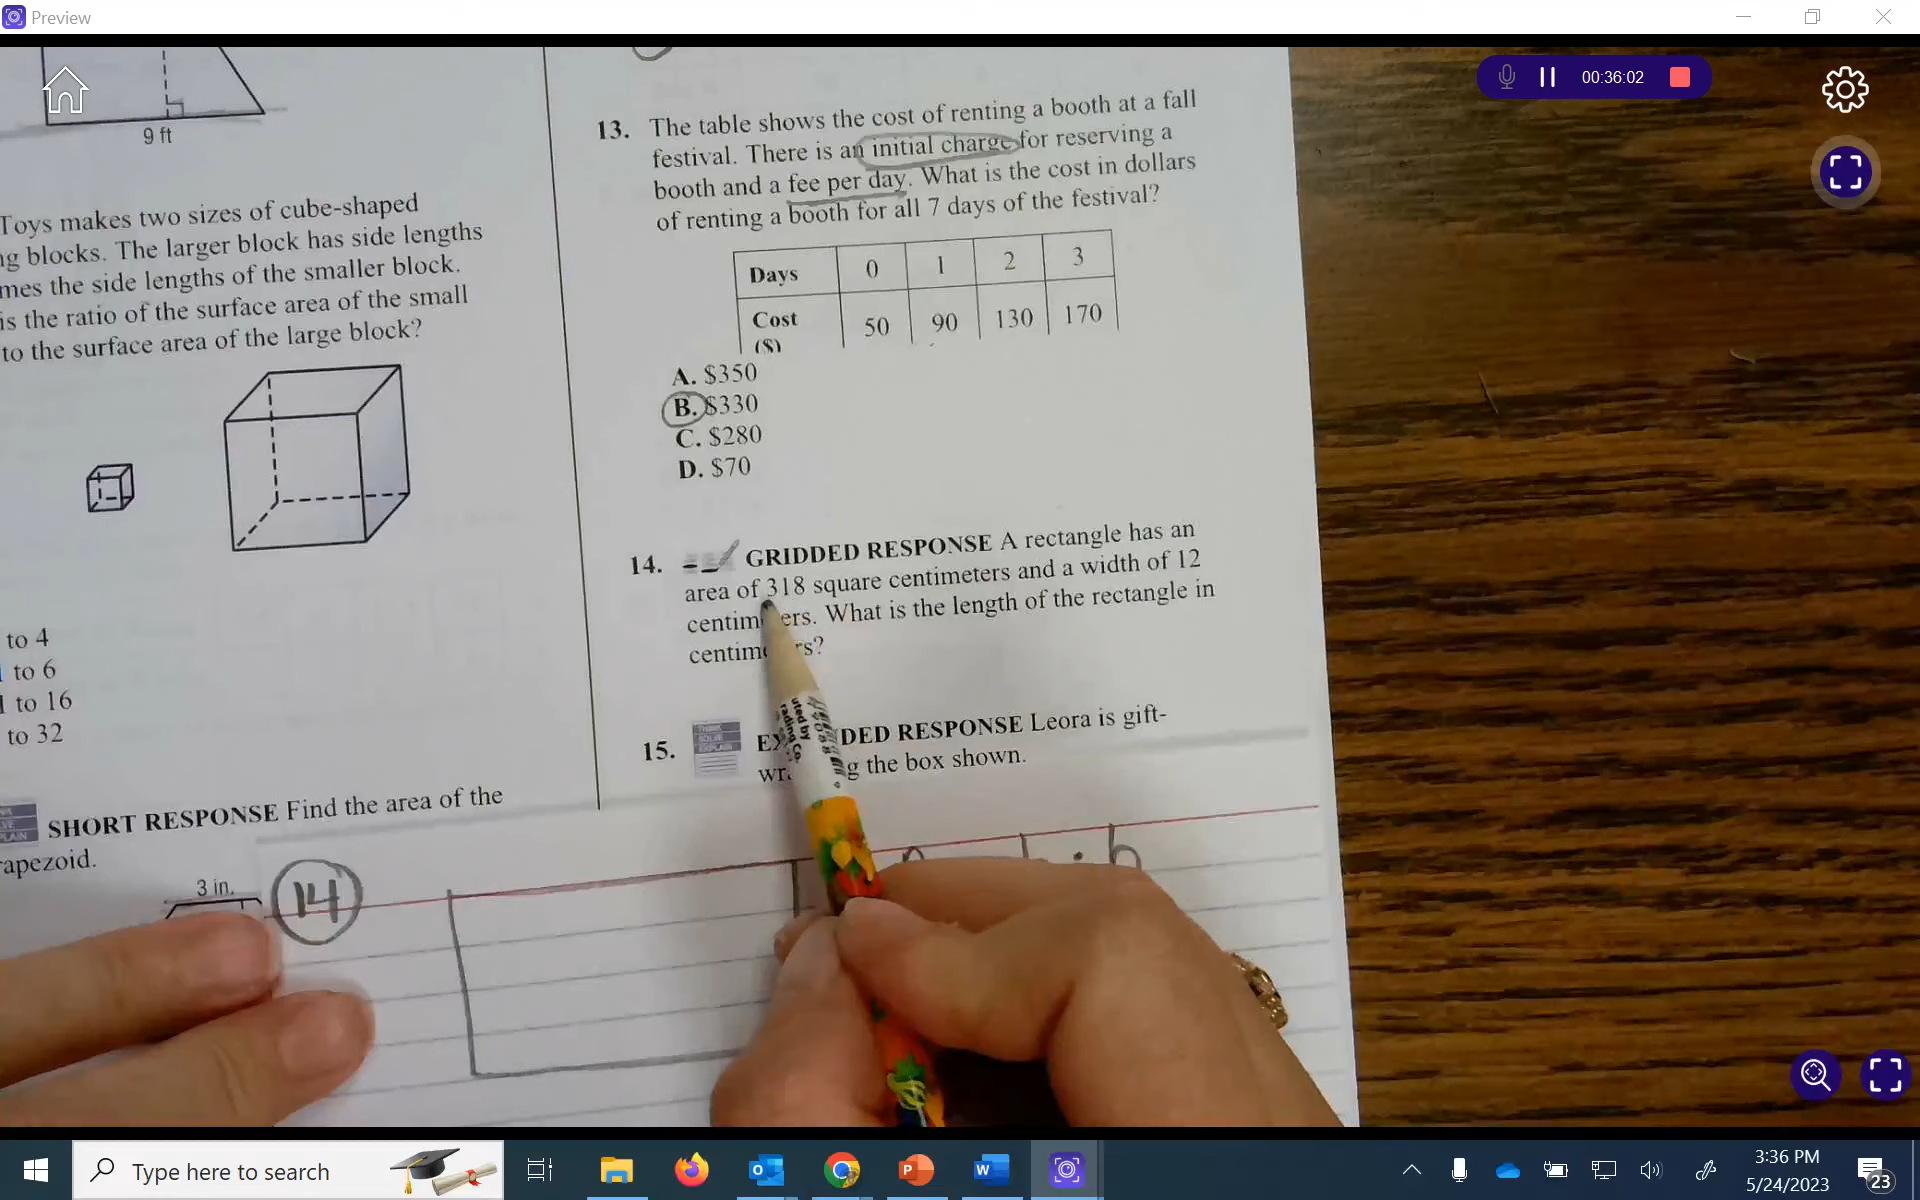 Preview
00:36:02
9 ft
Toys makes two sizes of cube-shaped
blocks. The larger block has side lengths
the side lengths of the smaller block.
is the ratio of the surface area of the small
to the surface area of the large block?
to 4
to 6
1 to 16
to 32
SHORT RESPONSE Find the area of the
3 in.
13. The table shows the cost of renting a booth at a fall
festival. There is an initial charge for reserving a
booth and a fee per day. What is the cost in dollars
of renting a booth for all 7 days of the festival?
Days 0 1 2 3
Cost 50 90 130 170
($)
A. $350
B. $330
C. $280
D. $70
14. GRIDDED RESPONSE A rectangle has an
area of 318 square centimeters and a width of 12
What is the length of the rectangle in
15. RESPONSE Leora is gift-
the box shown.
THINK
SOLVE
EXPLAIN
14
Type here to search
3:36 PM
5/24/2023
23